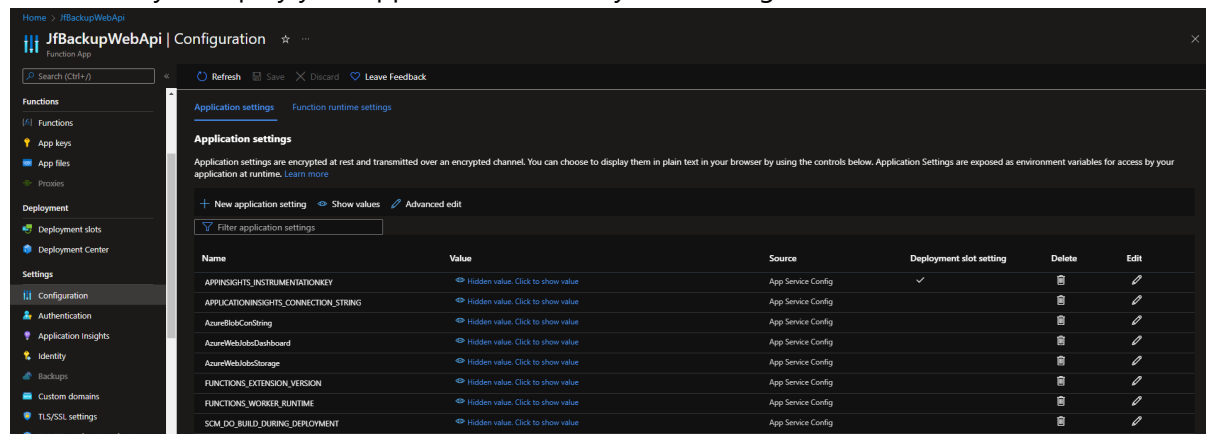 Home > JfBackupWebApi
JfBackupWebApi | Configuration
Function App
Search (Ctrl+/)
Functions
Functions
App keys
App files
Proxies
Deployment
Deployment slots
Deployment Center
Settings
Configuration
Authentication
Application Insights
Identity
Backups
Custom domains
TLS/SSL settings
Refresh Save Discard Leave Feedback
Application settings Function runtime settings
Application settings
Application settings are encrypted at rest and transmitted over an encrypted channel. You can choose to display them in plain text in your browser by using the controls below. Application Settings are exposed as environment variables for access by your
application at runtime. Learn more
New application setting Show values Advanced edit
Filter application settings
Name Value Source Deployment slot setting Delete Edit
APPINSIGHTS_INSTRUMENTATIONKEY Hidden value. Click to show value App Service Config
APPLICATIONINSIGHTS_CONNECTION_STRING Hidden value. Click to show value App Service Config
AzureBlobConString Hidden value. Click to show value App Service Config
AzureWebJobsDashboard Hidden value. Click to show value App Service Config
AzureWebJobsStorage Hidden value. Click to show value App Service Config
FUNCTIONS_EXTENSION_VERSION Hidden value. Click to show value App Service Config
FUNCTIONS_WORKER_RUNTIME Hidden value. Click to show value App Service Config
SCM_DO_BUILD_DURING_DEPLOYMENT Hidden value. Click to show value App Service Config